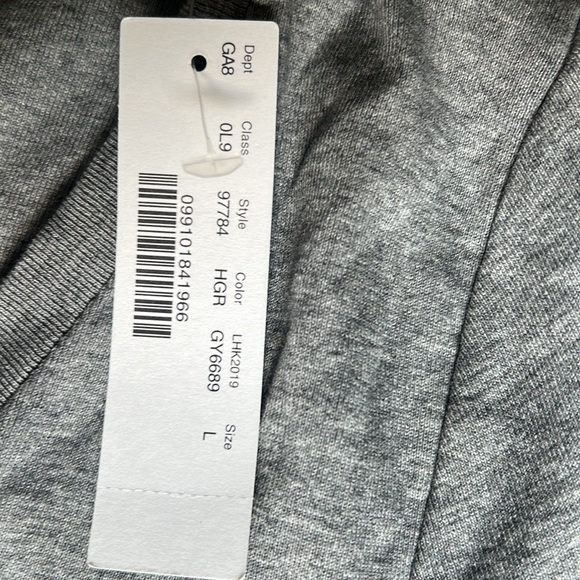 Dept Class Style Color LHK2019 Size
GA8 0L9 97784 HGR GY6689 L
099101841966